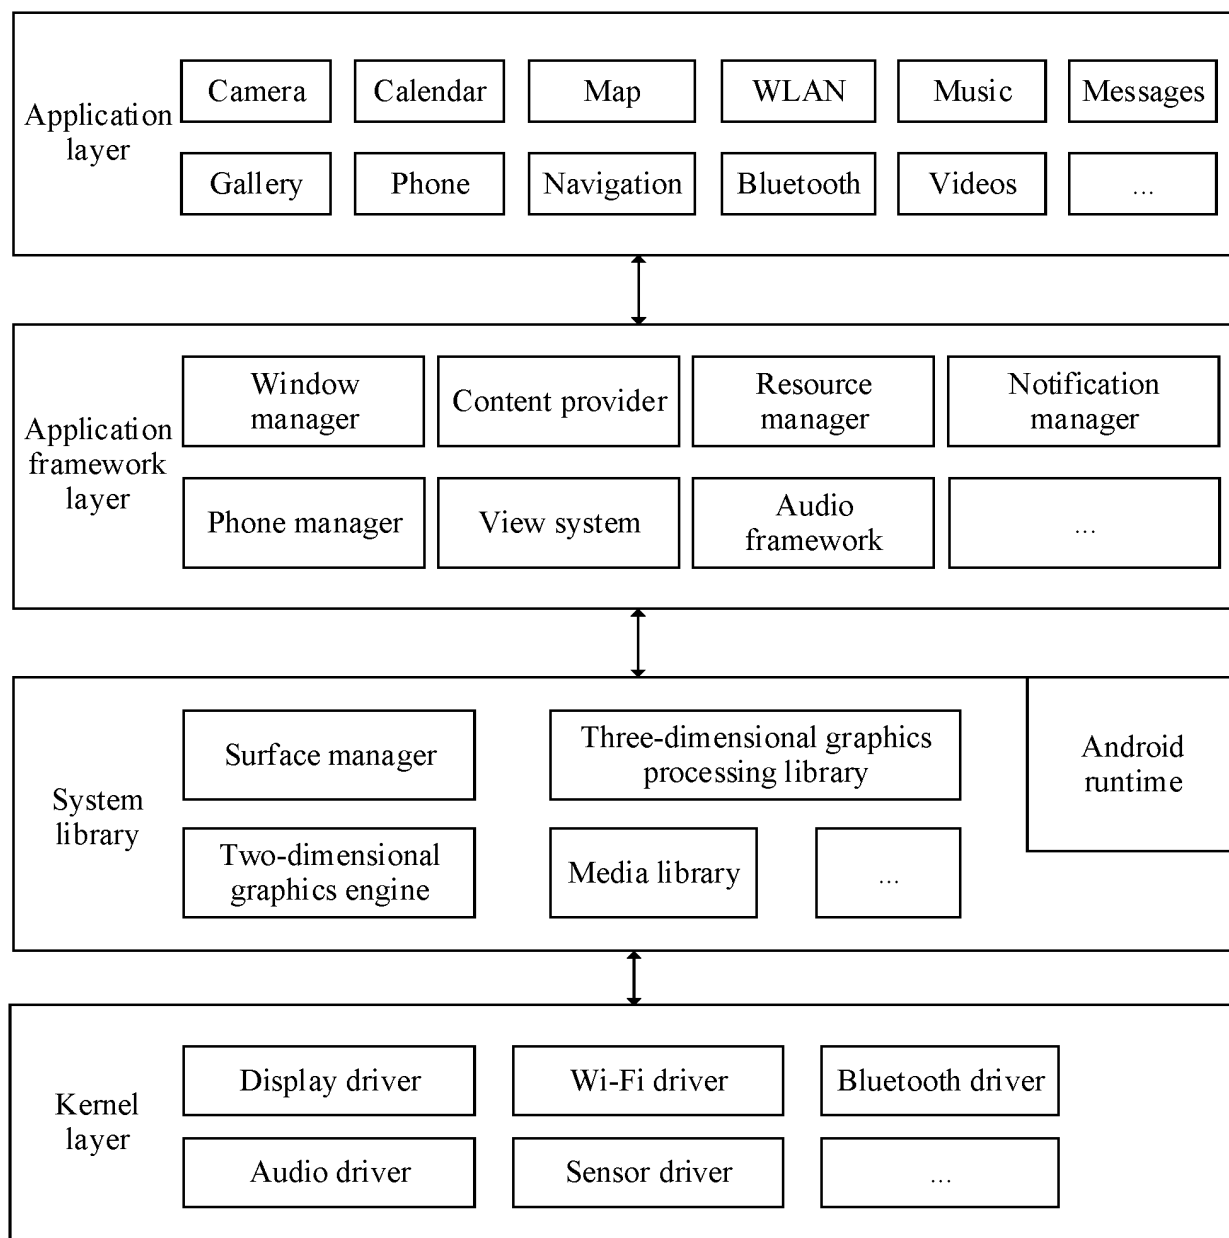 Application
layer
Camera
Calendar
Map
WLAN
Music
Messages
Gallery
Phone
Navigation
Bluetooth
Videos
...
Application
framework
layer
Window
manager
Content provider
Resource
manager
Notification
manager
Phone manager
View system
Audio
framework
...
System
library
Surface manager
Three-dimensional graphics
processing library
Android
runtime
Two-dimensional
graphics engine
Media library
...
Kernel
layer
Display driver
Wi-Fi driver
Bluetooth driver
Audio driver
Sensor driver
...